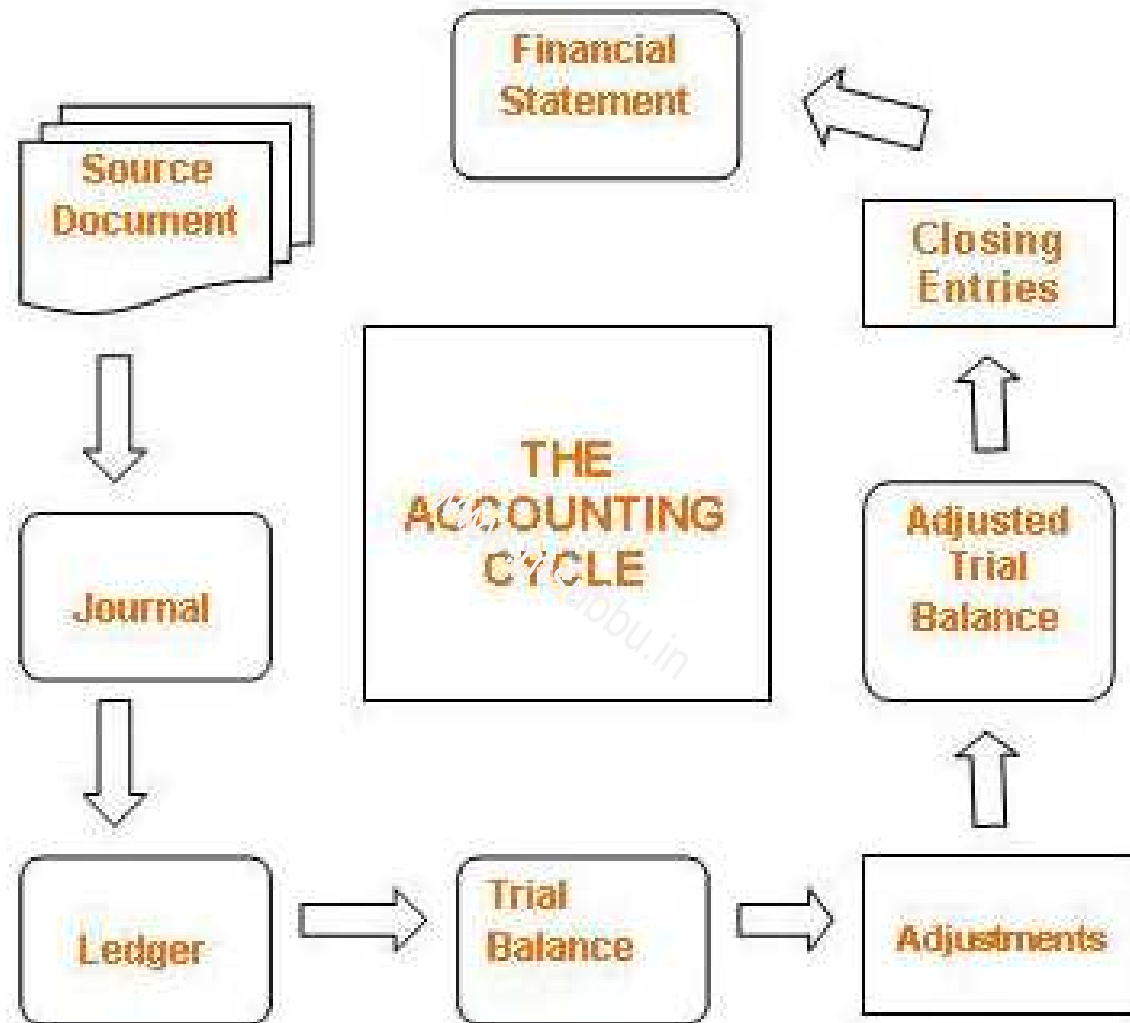 Financial
Statement
Source
Document
Closing
Entries
THE
ACCOUNTING
CYCLE
Adjusted
Trial
Balance
Journal
Ledger
Trial
Balance
Adjustments